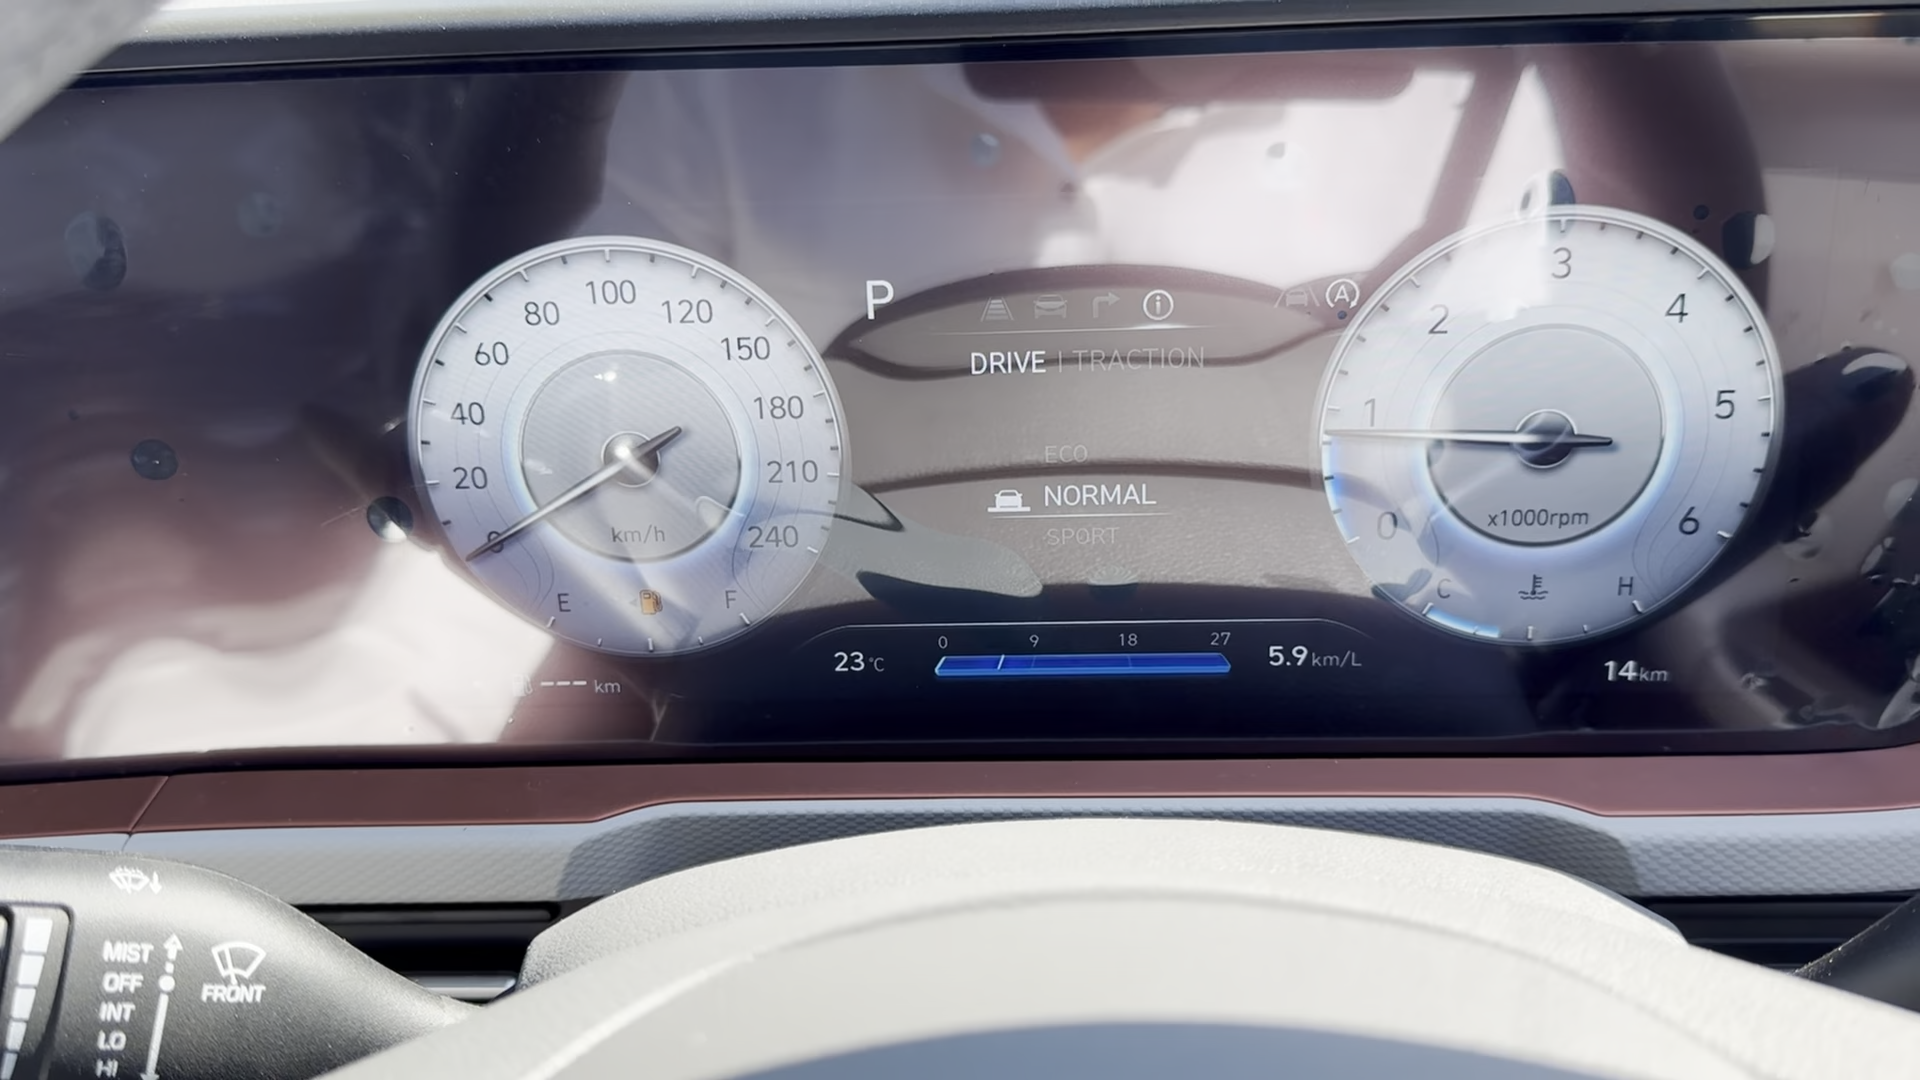 P
DRIVE | TRACTION
ECO
NORMAL
SPORT
0
20
40
60
80
100
120
150
180
210
240
km/h
E F
--- km
23°C
0 9 18 27
5.9 km/L
0
1
2
3
4
5
6
x1000rpm
C H
14 km
A
MIST
OFF
INT
LO
HI
FRONT